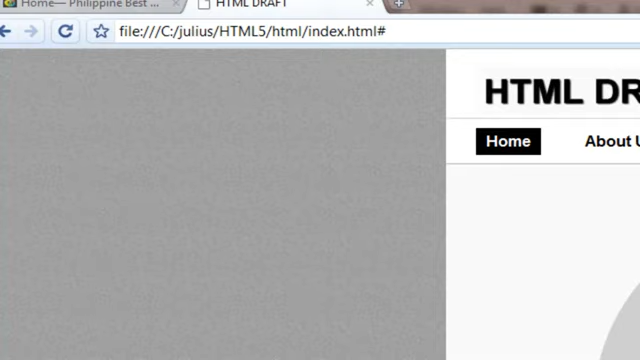 Home— Philippine Best ...
HTML DRAFT
file:///C:/julius/HTML5/html/index.html#
HTML DR
Home
About U